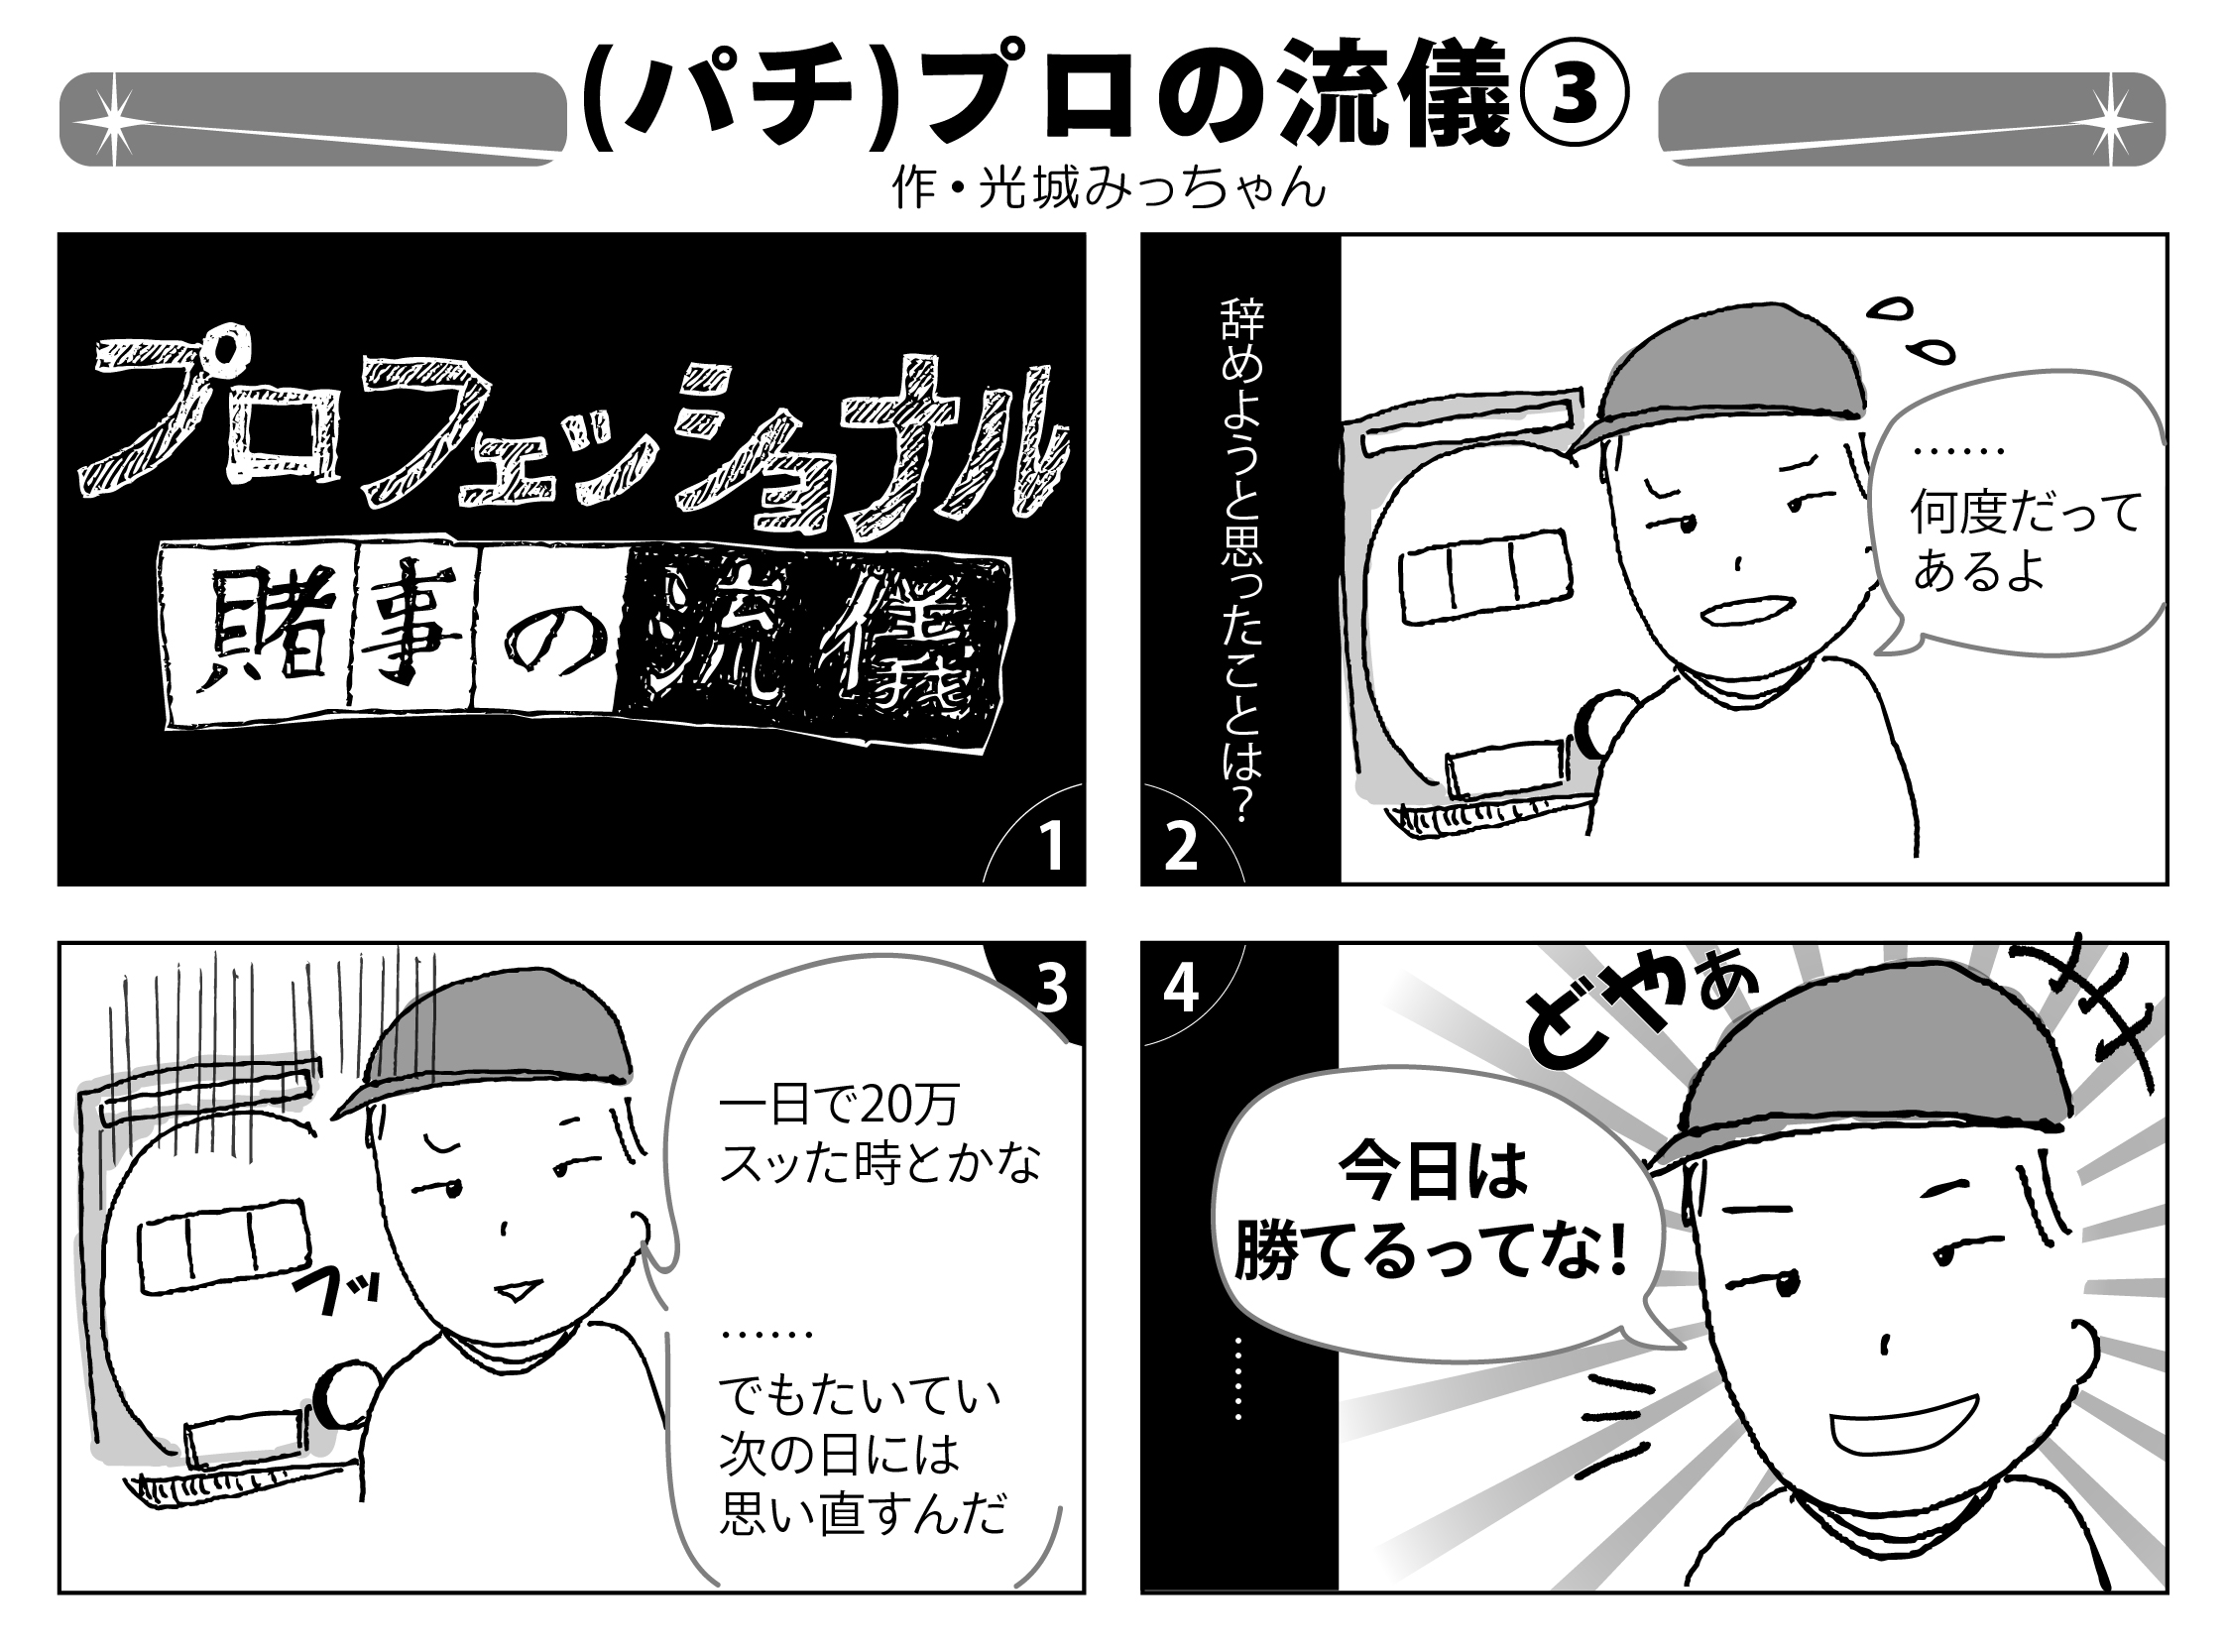 (パチ)プロの流儀③
作・光城みっちゃん
プロフェッショナル
賭事の流儀
1
辞めようと思ったことは?
2
……
何度だって
あるよ
3
一日で20万
スッた時とかな
……
でもたいてい
次の日には
思い直すんだ
ブッ
4
どやぁ
今日は
勝てるってな!
……